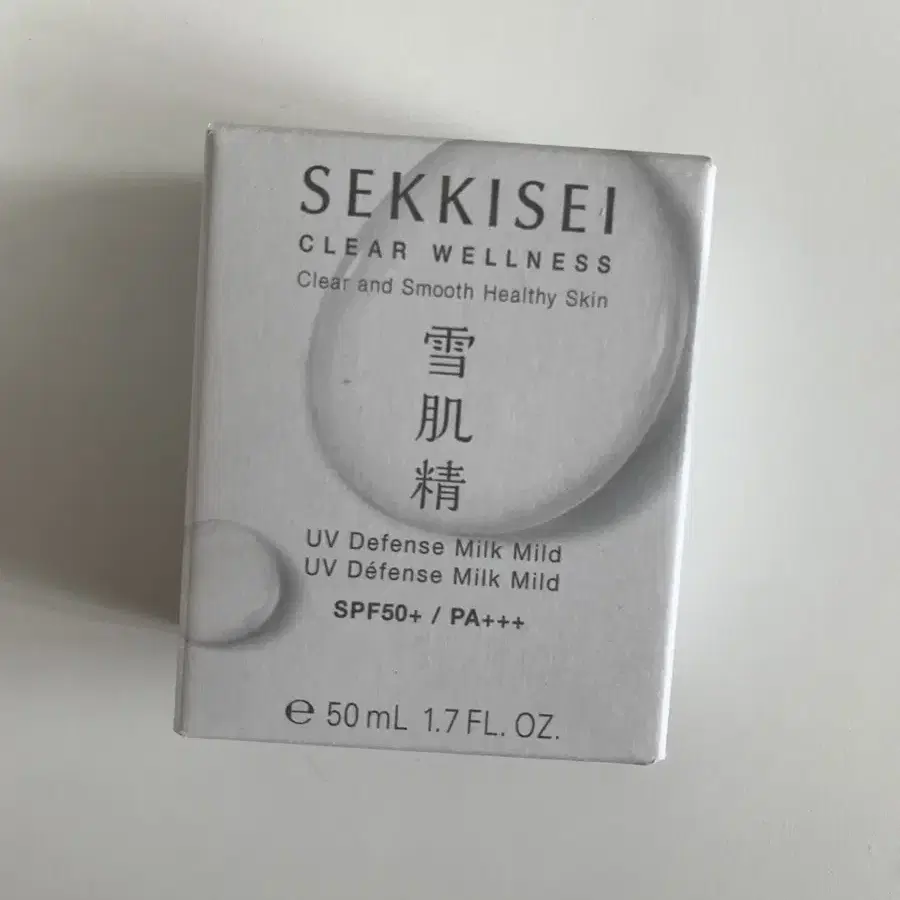 SEKKISEI
CLEAR WELLNESS
Clear and Smooth Healthy Skin
雪
肌
精
UV Defense Milk Mild
UV Défense Milk Mild
SPF50+ / PA+++
℮ 50 mL 1.7 FL. OZ.